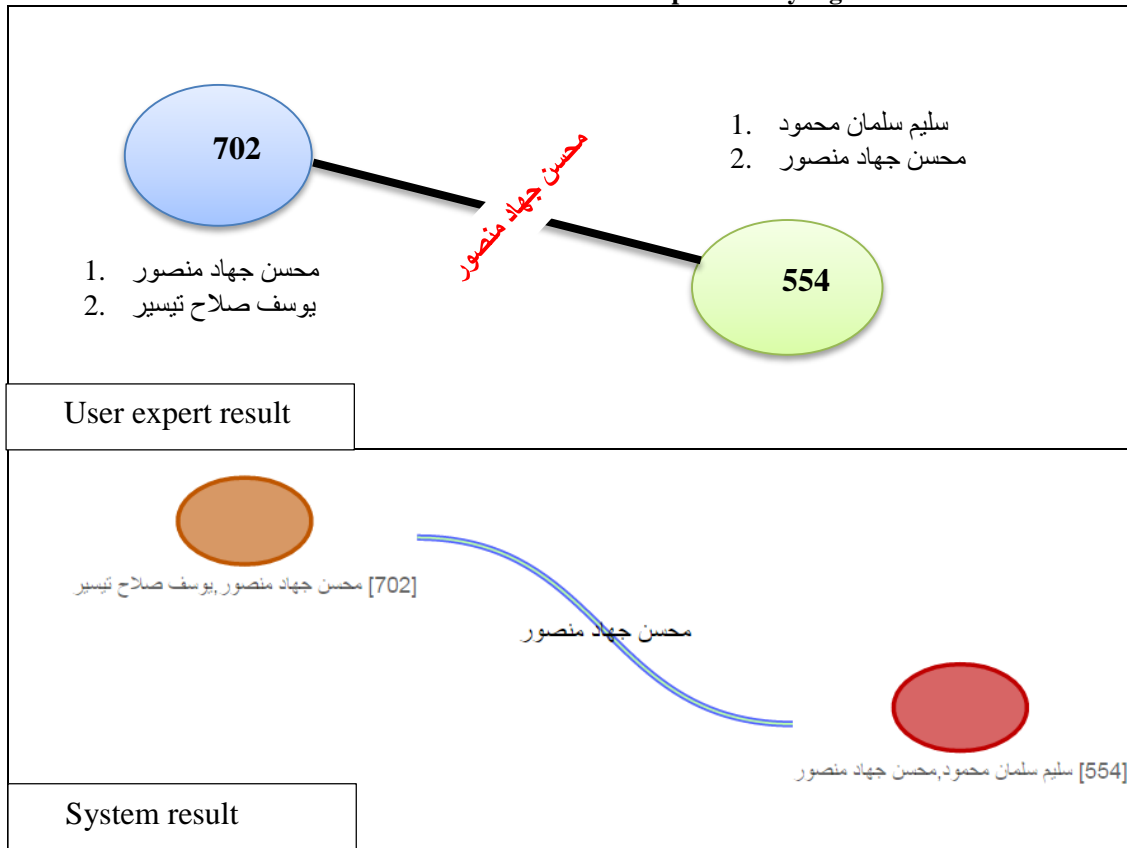 702
1. سليم سلمان محمود
2. محسن جهاد منصور
محسن جهاد منصور
1. محسن جهاد منصور
2. يوسف صلاح تيسير
554
User expert result
[702] محسن جهاد منصور,يوسف صلاح تيسير
محسن جهاد منصور
[554] سليم سلمان محمود,محسن جهاد منصور
System result